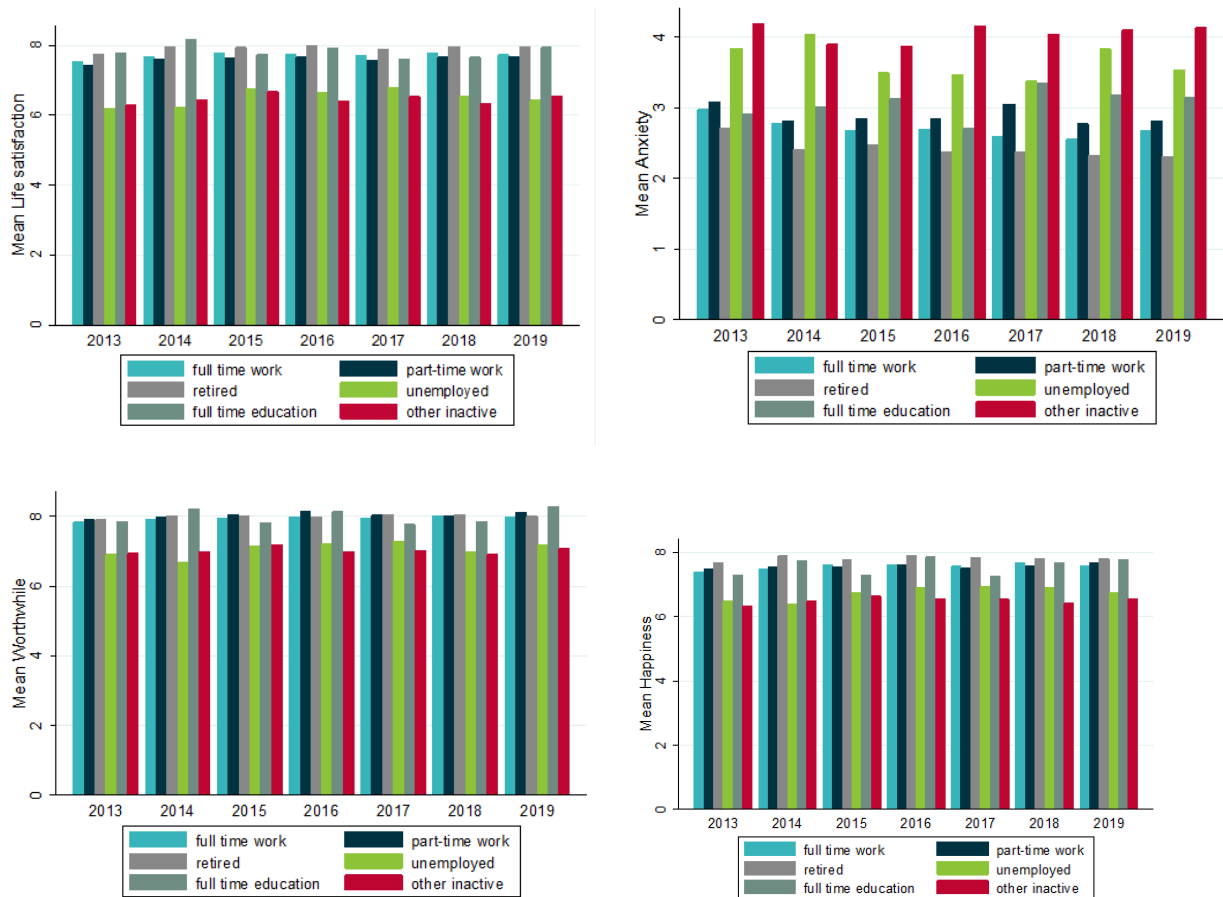 Mean Life satisfaction
8
6
4
2
0
2013 2014 2015 2016 2017 2018 2019
full time work part-time work
retired unemployed
full time education other inactive
Mean Anxiety
4
3
2
1
0
2013 2014 2015 2016 2017 2018 2019
full time work part-time work
retired unemployed
full time education other inactive
Mean Worthwhile
8
6
4
2
0
2013 2014 2015 2016 2017 2018 2019
full time work part-time work
retired unemployed
full time education other inactive
Mean Happiness
8
6
4
2
0
2013 2014 2015 2016 2017 2018 2019
full time work part-time work
retired unemployed
full time education other inactive